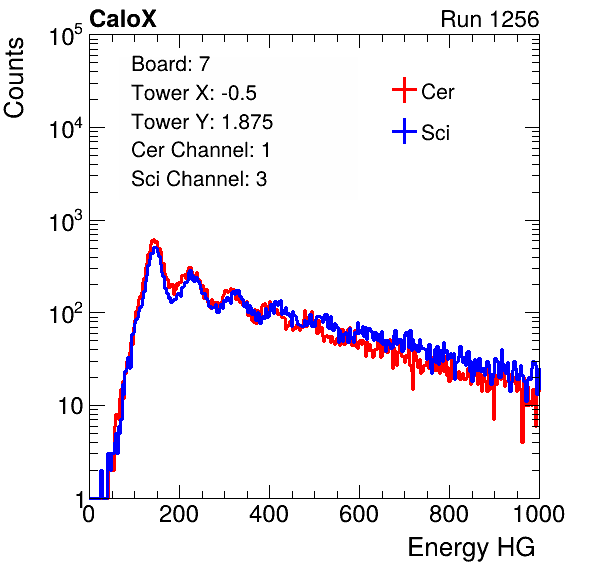 CaloX Run 1256
Counts
Board: 7
Tower X: -0.5
Tower Y: 1.875
Cer Channel: 1
Sci Channel: 3
Cer
Sci
10^5
10^4
10^3
10^2
10
1
0 200 400 600 800 1000
Energy HG